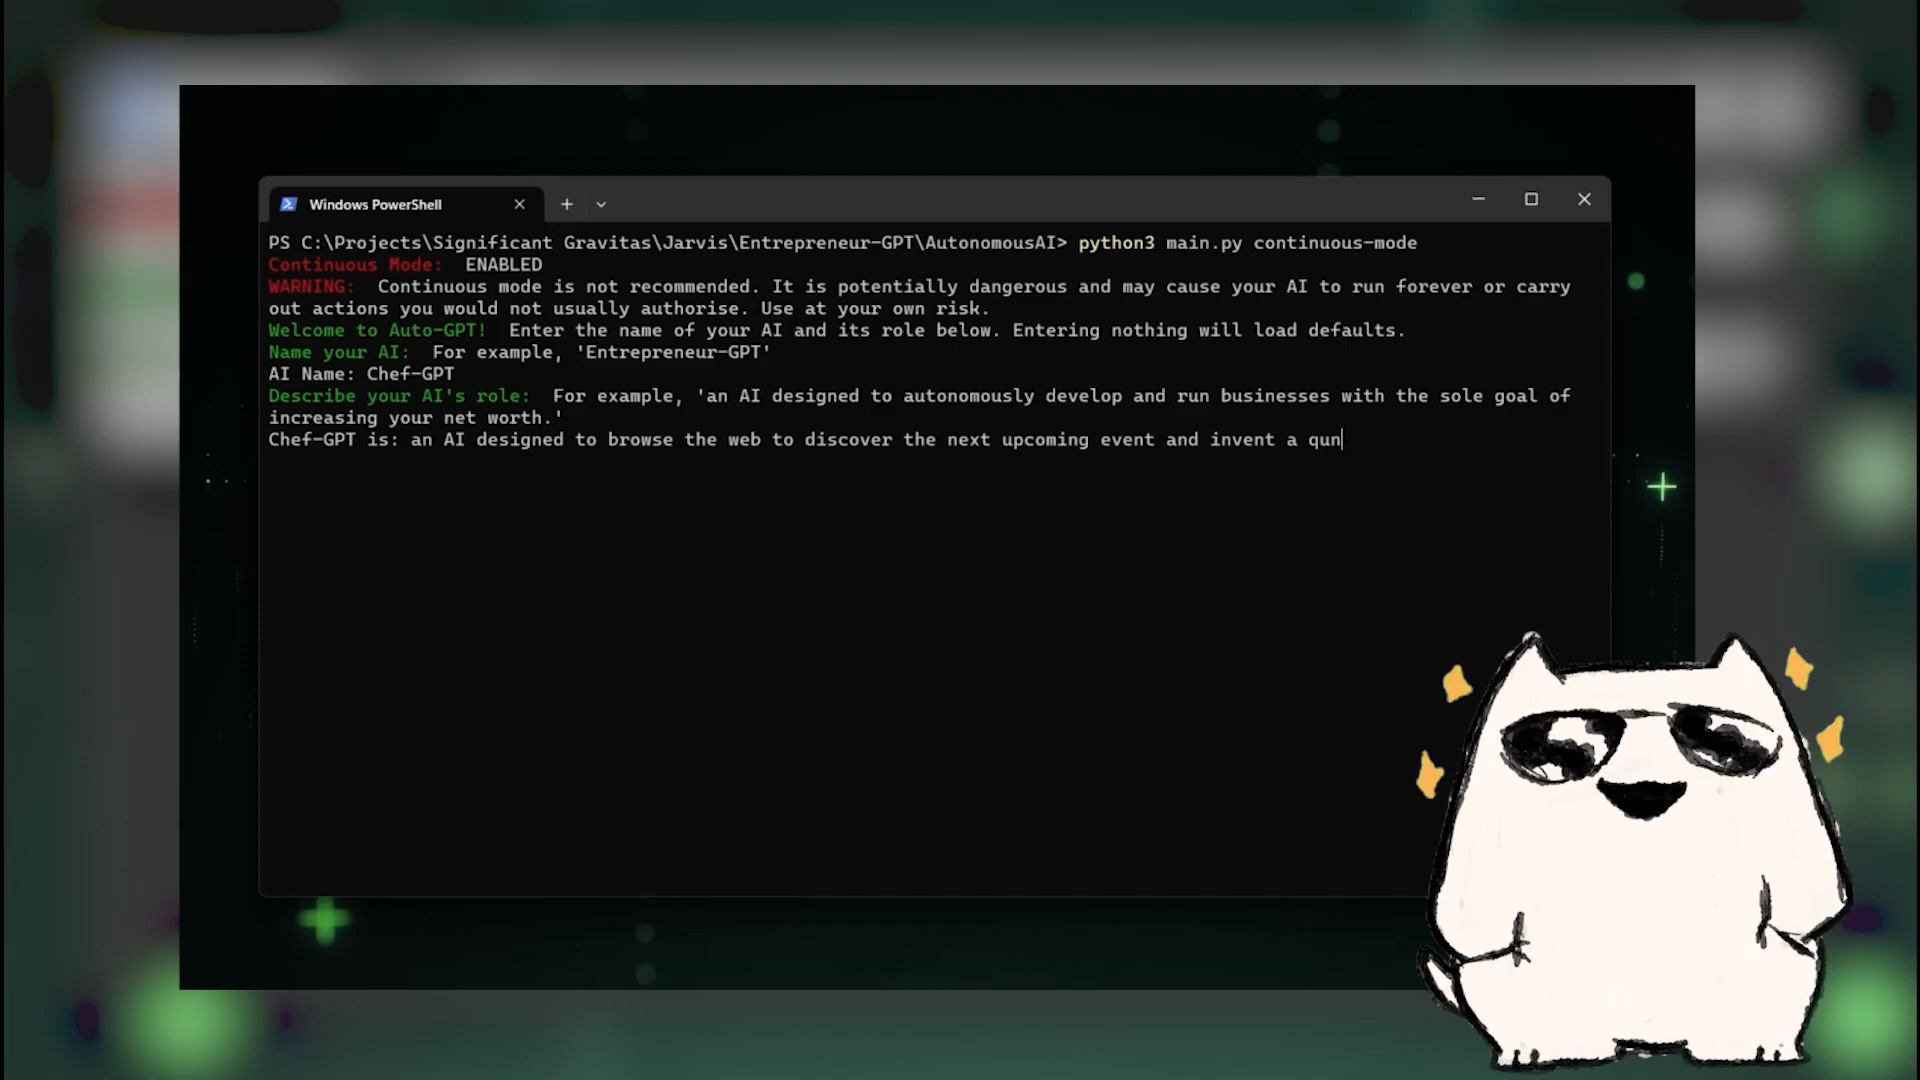 Windows PowerShell
PS C:\Projects\Significant Gravitas\Jarvis\Entrepreneur-GPT\AutonomousAI> python3 main.py continuous-mode
Continuous Mode: ENABLED
WARNING: Continuous mode is not recommended. It is potentially dangerous and may cause your AI to run forever or carry
out actions you would not usually authorise. Use at your own risk.
Welcome to Auto-GPT! Enter the name of your AI and its role below. Entering nothing will load defaults.
Name your AI: For example, 'Entrepreneur-GPT'
AI Name: Chef-GPT
Describe your AI's role: For example, 'an AI designed to autonomously develop and run businesses with the sole goal of
increasing your net worth.'
Chef-GPT is: an AI designed to browse the web to discover the next upcoming event and invent a qun